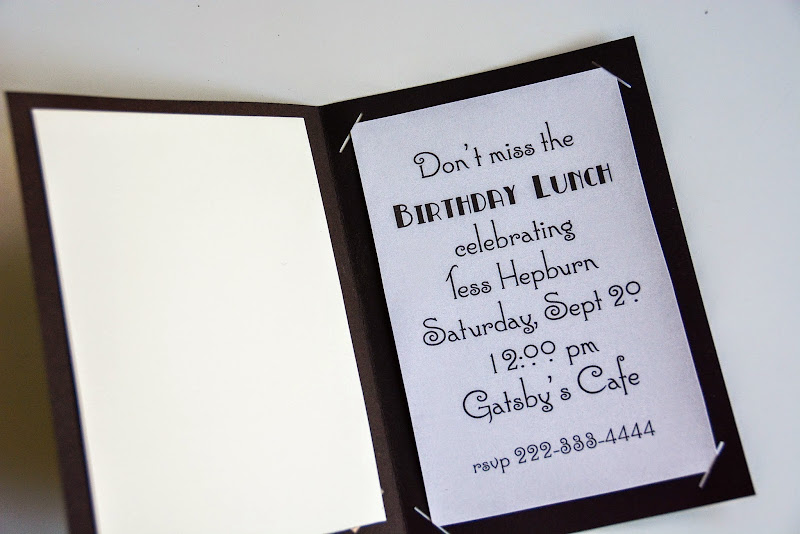 Don't miss the
BIRTHDAY LUNCH
celebrating
Tess Hepburn
Saturday, Sept 20
12:00 pm
Gatsby's Cafe
rsvp 222-333-4444